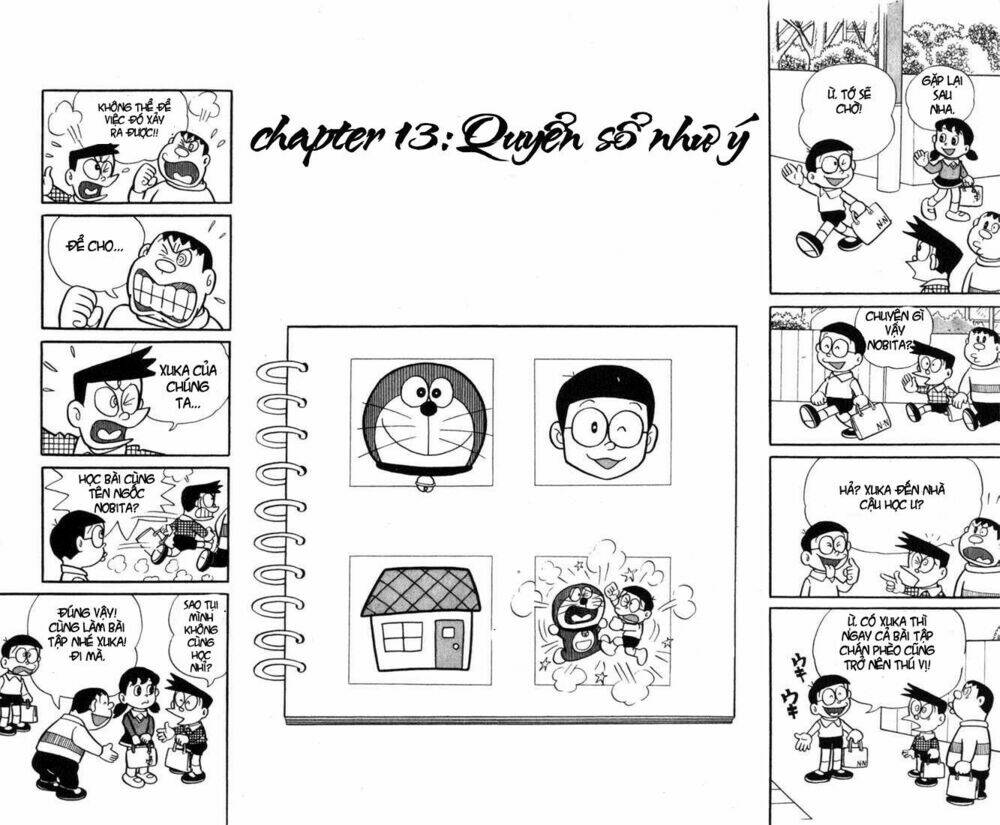 chapter 13: Quyển sổ như ý
Ừ. TỚ SẼ
CHỜ!
GẶP LẠI
SAU
NHA.
N·N
CHUYỆN GÌ
VẬY
NOBITA?
N·N
HẢ? XUKA ĐẾN NHÀ
CẬU HỌC Ư?
Ừ. CÓ XUKA THÌ
NGAY CẢ BÀI TẬP
CHÁN PHÈO CŨNG
TRỞ NÊN THÚ VỊ!
ウキ
ウキ
N·N
KHÔNG THỂ ĐỂ
VIỆC ĐÓ XẢY
RA ĐƯỢC!!
ĐỂ CHO...
XUKA CỦA
CHÚNG
TA...
HỌC BÀI CÙNG
TÊN NGỐC
NOBITA?
SAO TỤI
MÌNH
KHÔNG
CÙNG
HỌC
NHỈ?
ĐÚNG VẬY!
CÙNG LÀM BÀI
TẬP NHÉ XUKA!
ĐI MÀ.